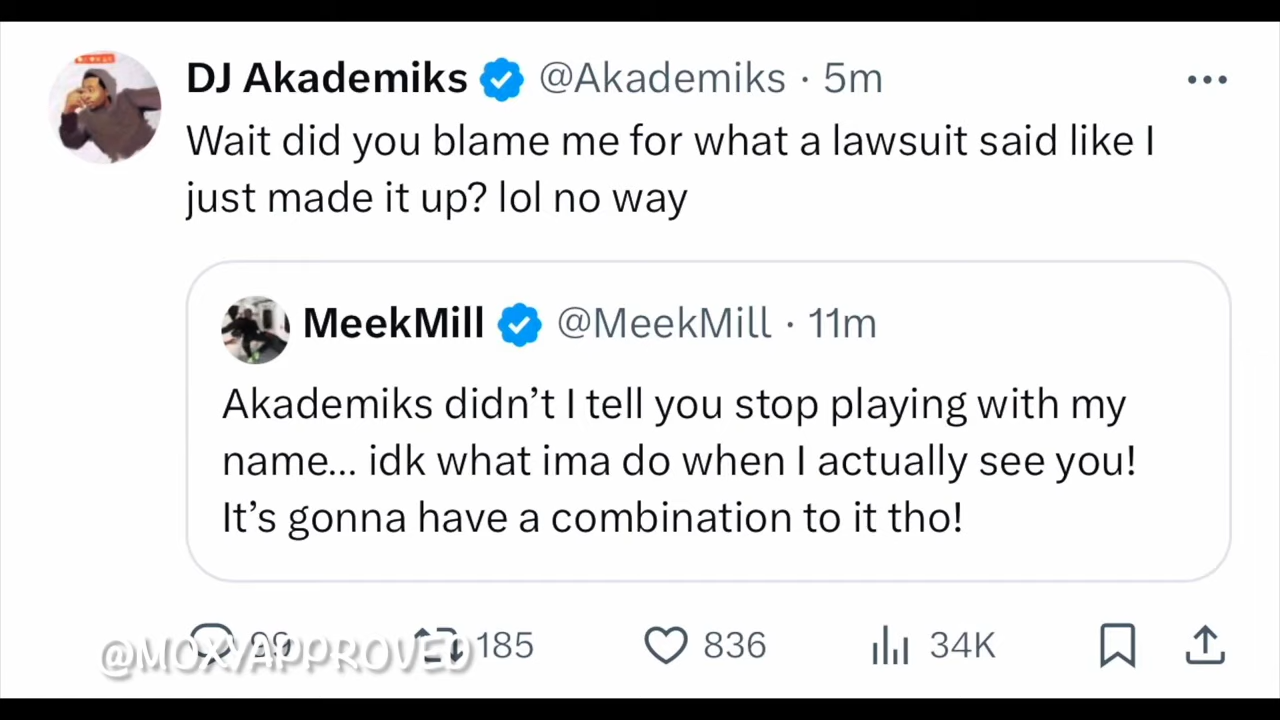 DJ Akademiks @Akademiks · 5m
Wait did you blame me for what a lawsuit said like I
just made it up? lol no way
MeekMill @MeekMill · 11m
Akademiks didn’t I tell you stop playing with my
name... idk what ima do when I actually see you!
It’s gonna have a combination to it tho!
185 836 34K
@MOXYAPPROVED